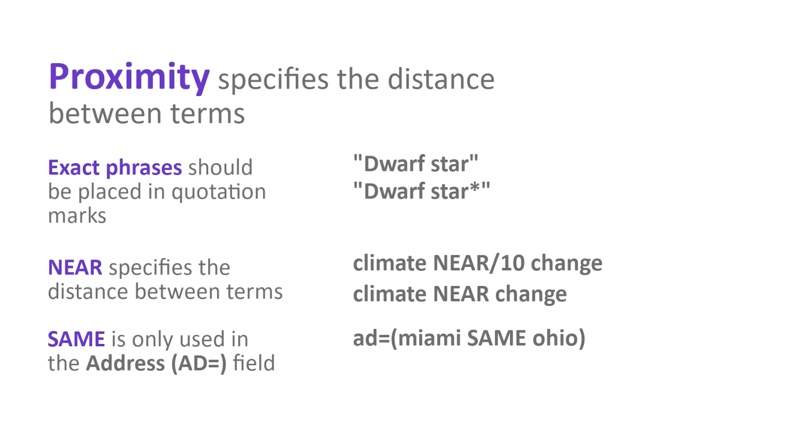 Proximity specifies the distance
between terms
Exact phrases should
be placed in quotation
marks
"Dwarf star"
"Dwarf star*"
NEAR specifies the
distance between terms
climate NEAR/10 change
climate NEAR change
SAME is only used in
the Address (AD=) field
ad=(miami SAME ohio)